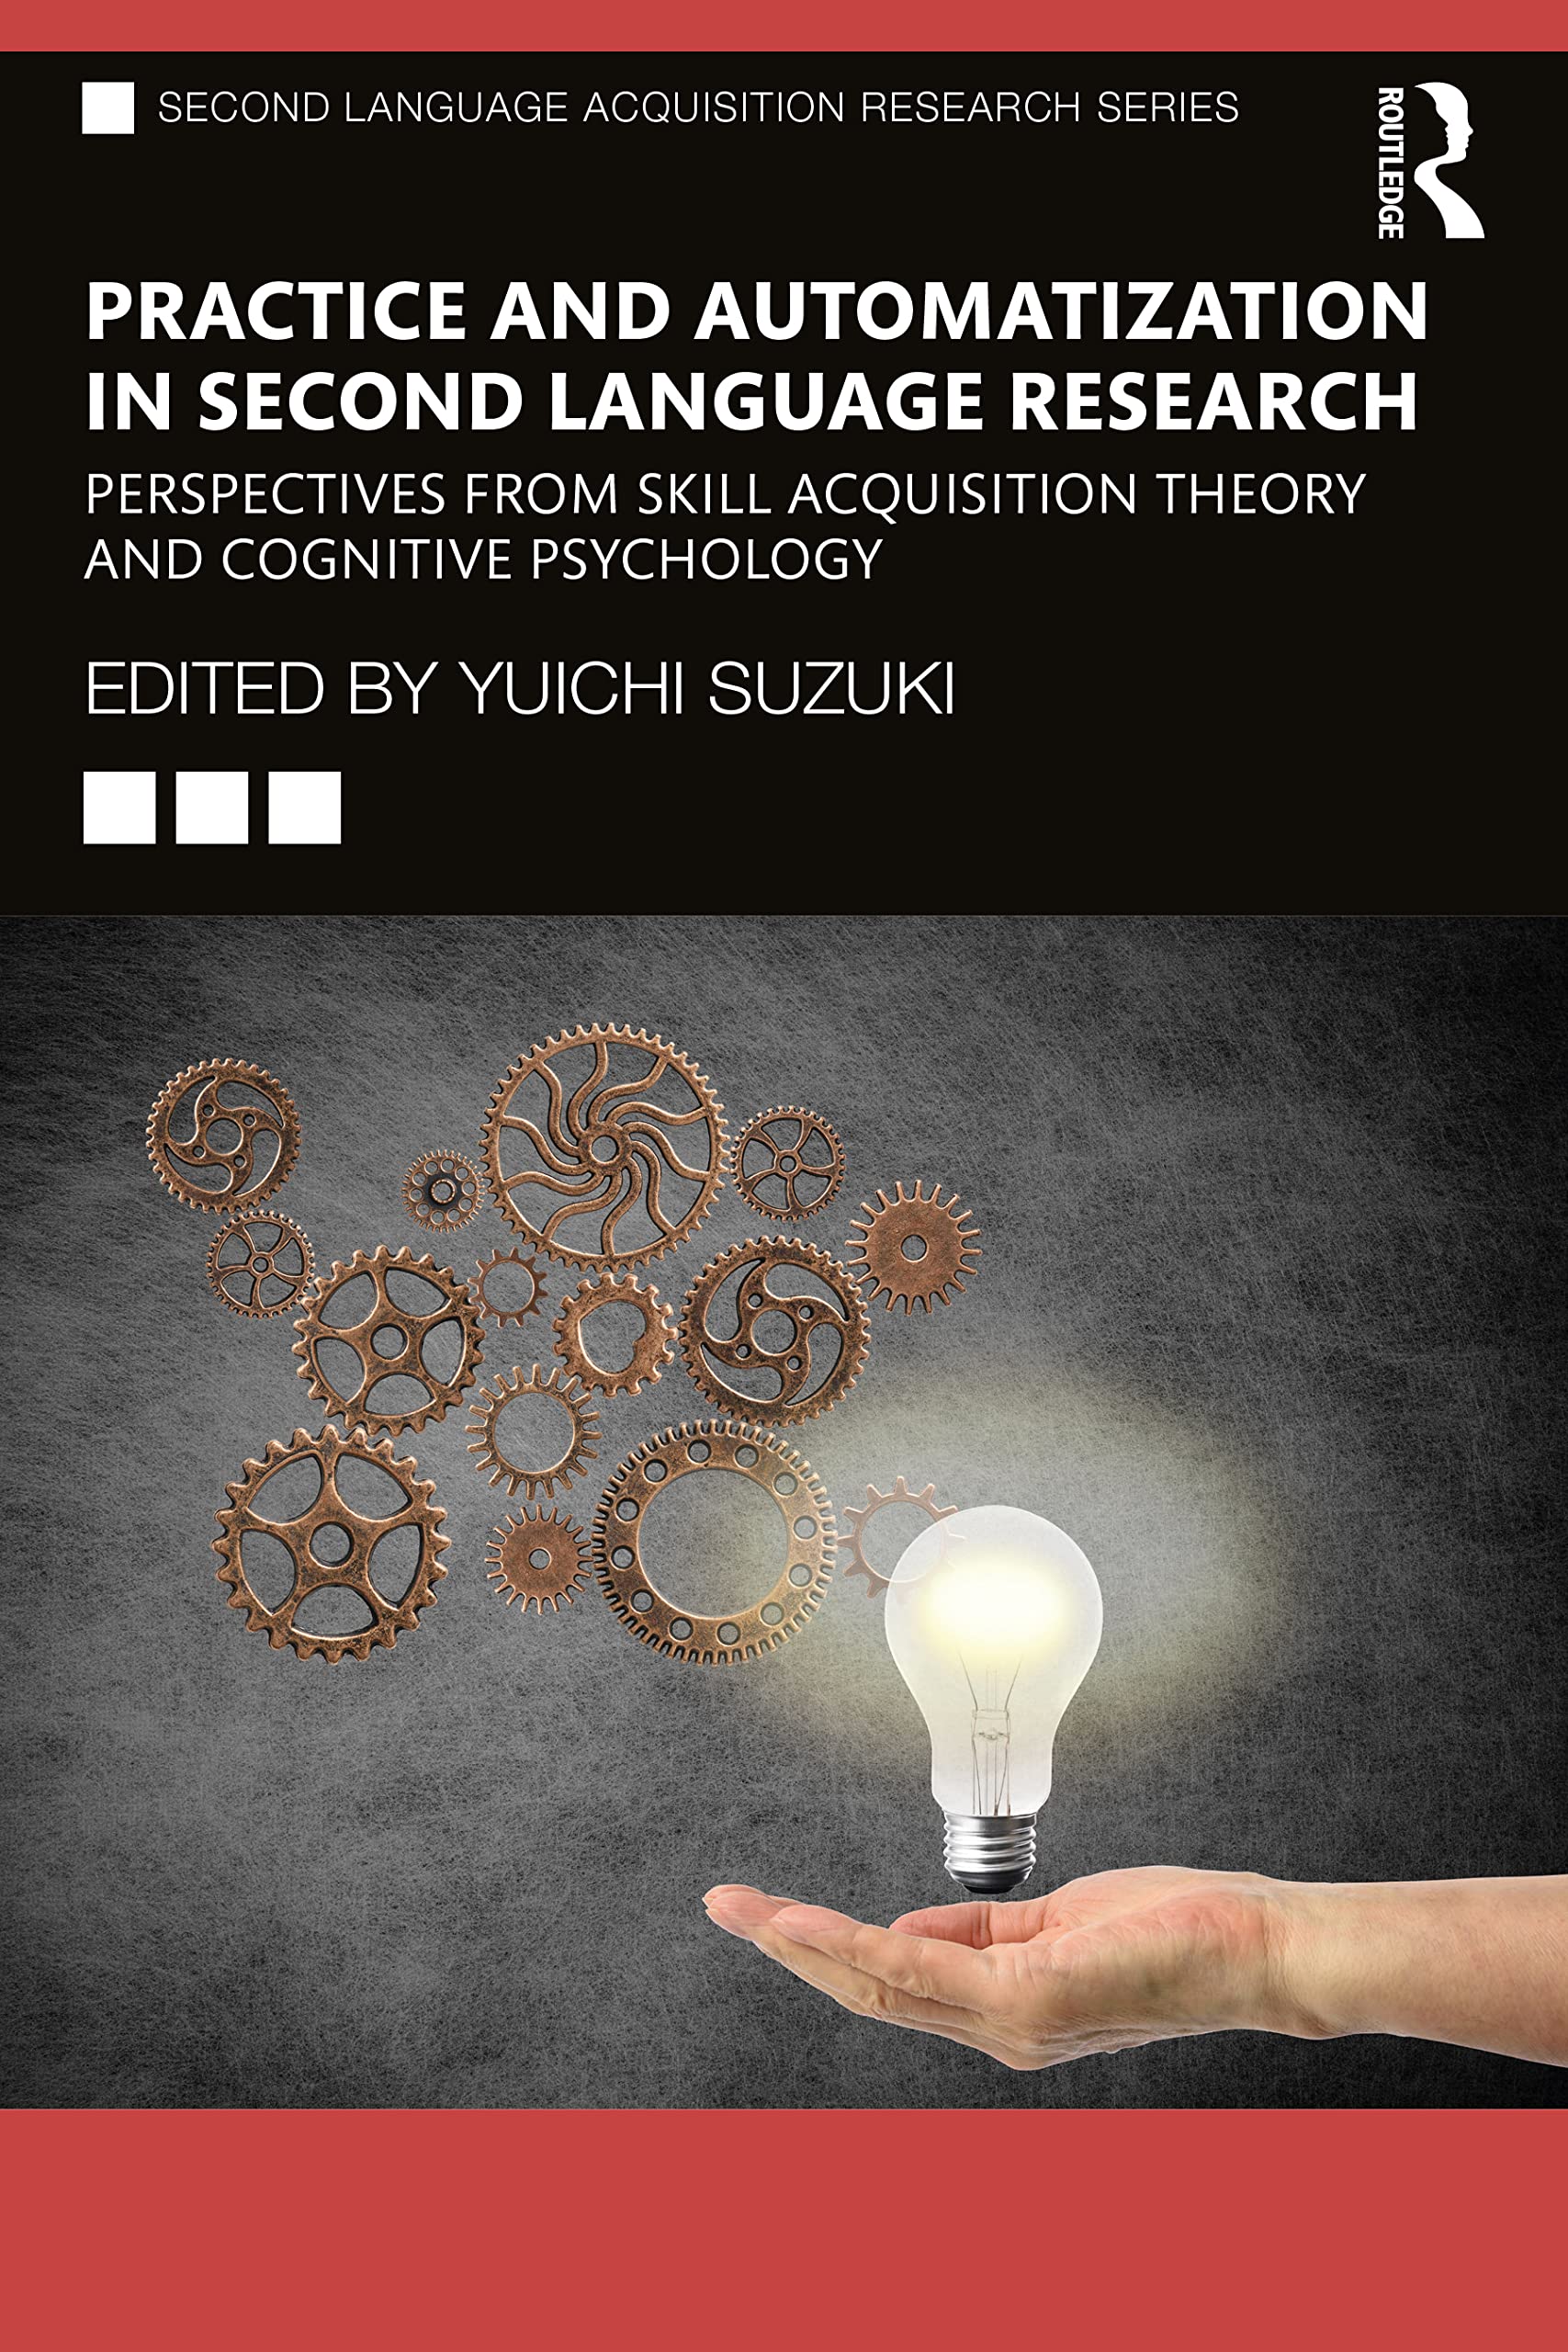 SECOND LANGUAGE ACQUISITION RESEARCH SERIES
ROUTLEDGE
PRACTICE AND AUTOMATIZATION
IN SECOND LANGUAGE RESEARCH
PERSPECTIVES FROM SKILL ACQUISITION THEORY
AND COGNITIVE PSYCHOLOGY
EDITED BY YUICHI SUZUKI